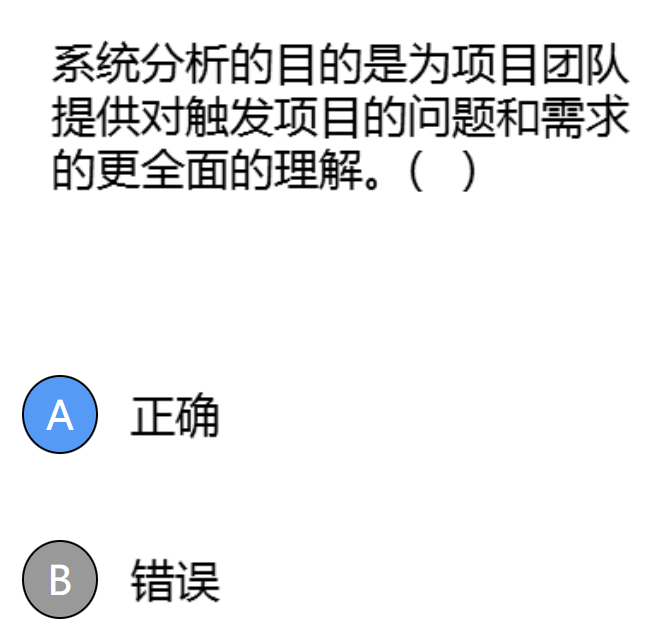 系统分析的目的是为项目团队
提供对触发项目的问题和需求
的更全面的理解。（ ）
A 正确
B 错误